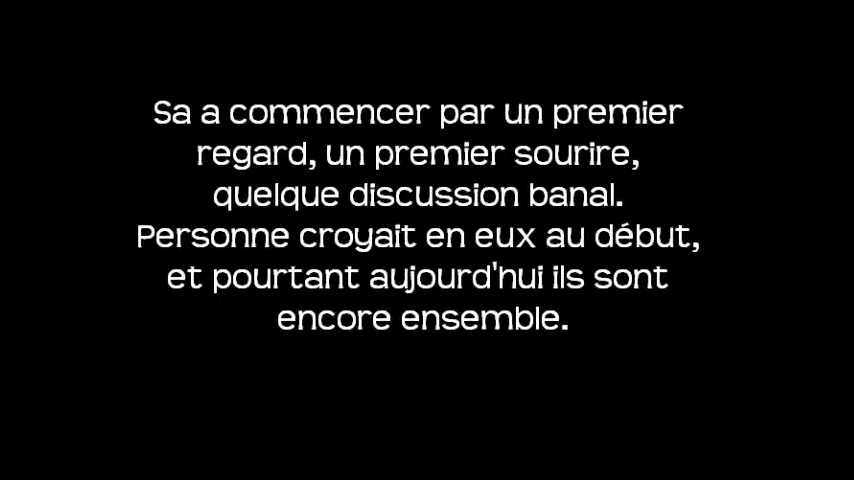 Sa a commencer par un premier
regard, un premier sourire,
quelque discussion banal.
Personne croyait en eux au début,
et pourtant aujourd'hui ils sont
encore ensemble.